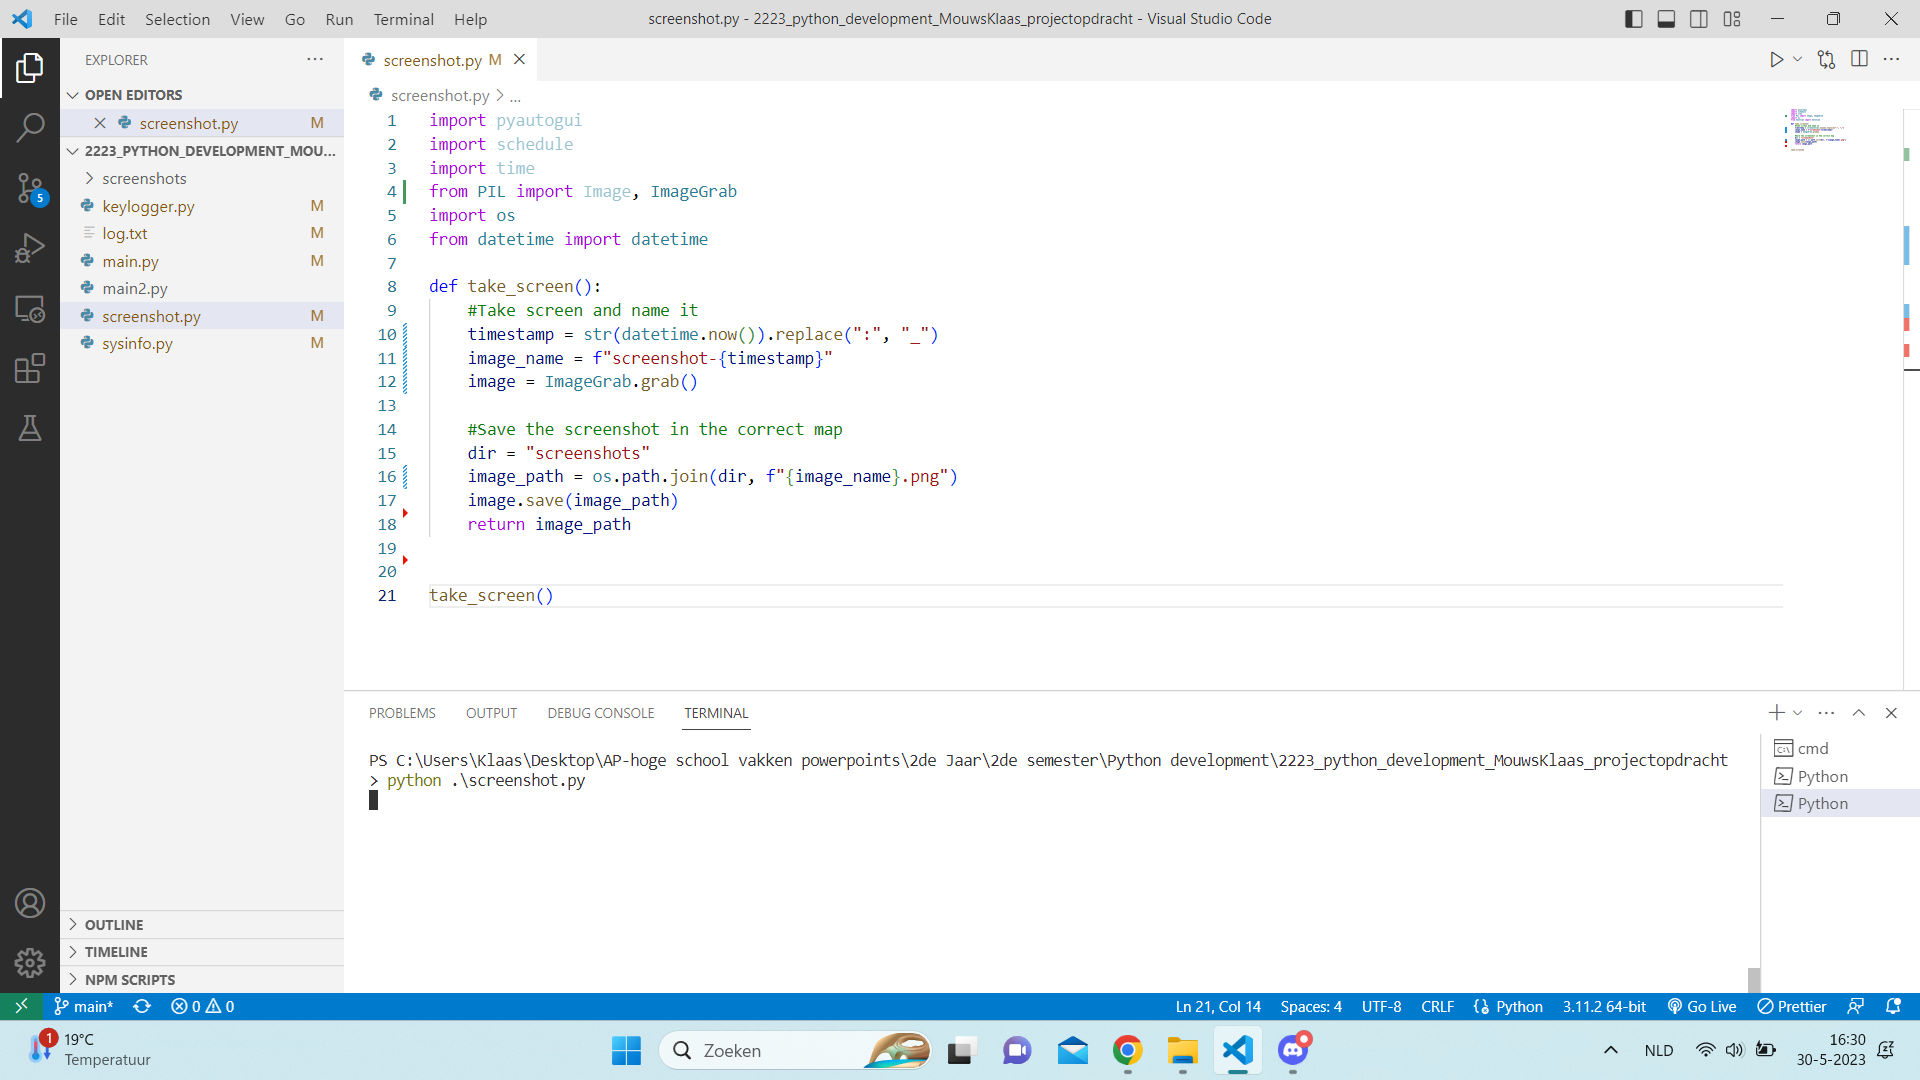 File Edit Selection View Go Run Terminal Help
screenshot.py - 2223_python_development_MouwsKlaas_projectopdracht - Visual Studio Code
EXPLORER
OPEN EDITORS
screenshot.py M
2223_PYTHON_DEVELOPMENT_MOU...
screenshots
keylogger.py M
log.txt M
main.py M
main2.py
screenshot.py M
sysinfo.py M
OUTLINE
TIMELINE
NPM SCRIPTS
5
screenshot.py M
screenshot.py > ...
1 import pyautogui
2 import schedule
3 import time
4 from PIL import Image, ImageGrab
5 import os
6 from datetime import datetime
7
8 def take_screen():
9 #Take screen and name it
10 timestamp = str(datetime.now()).replace(":", "_")
11 image_name = f"screenshot-{timestamp}"
12 image = ImageGrab.grab()
13
14 #Save the screenshot in the correct map
15 dir = "screenshots"
16 image_path = os.path.join(dir, f"{image_name}.png")
17 image.save(image_path)
18 return image_path
19
20
21 take_screen()
PROBLEMS OUTPUT DEBUG CONSOLE TERMINAL
PS C:\Users\Klaas\Desktop\AP-hoge school vakken powerpoints\2de Jaar\2de semester\Python development\2223_python_development_MouwsKlaas_projectopdracht
> python .\screenshot.py
cmd
Python
Python
main* 0 0 Ln 21, Col 14 Spaces: 4 UTF-8 CRLF Python 3.11.2 64-bit Go Live Prettier
1
19°C
Temperatuur
Zoeken
NLD
16:30
30-5-2023